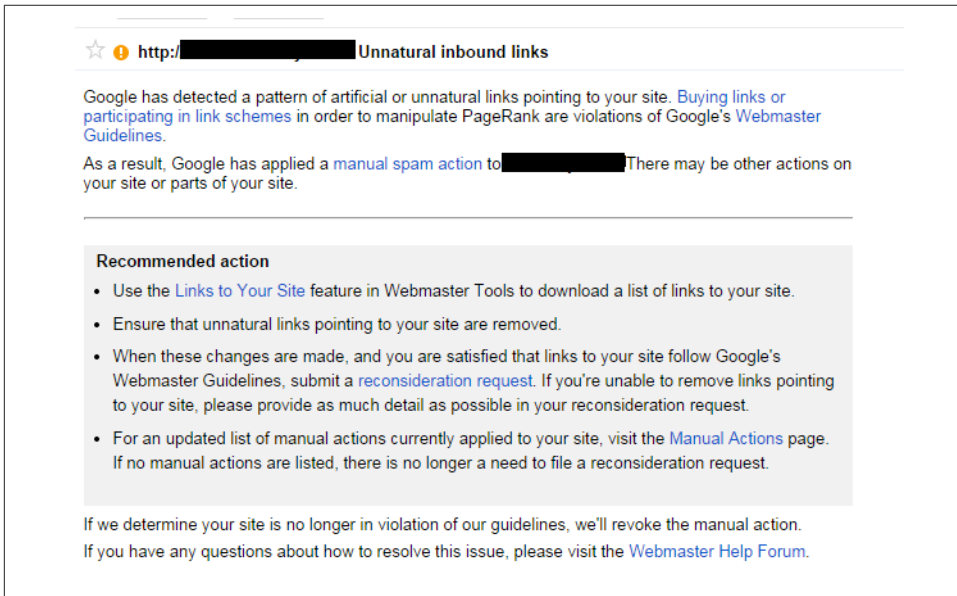 http:/ Unnatural inbound links
Google has detected a pattern of artificial or unnatural links pointing to your site. Buying links or
participating in link schemes in order to manipulate PageRank are violations of Google's Webmaster
Guidelines.
As a result, Google has applied a manual spam action to There may be other actions on
your site or parts of your site.
Recommended action
• Use the Links to Your Site feature in Webmaster Tools to download a list of links to your site.
• Ensure that unnatural links pointing to your site are removed.
• When these changes are made, and you are satisfied that links to your site follow Google's
Webmaster Guidelines, submit a reconsideration request. If you're unable to remove links pointing
to your site, please provide as much detail as possible in your reconsideration request.
• For an updated list of manual actions currently applied to your site, visit the Manual Actions page.
If no manual actions are listed, there is no longer a need to file a reconsideration request.
If we determine your site is no longer in violation of our guidelines, we'll revoke the manual action.
If you have any questions about how to resolve this issue, please visit the Webmaster Help Forum.